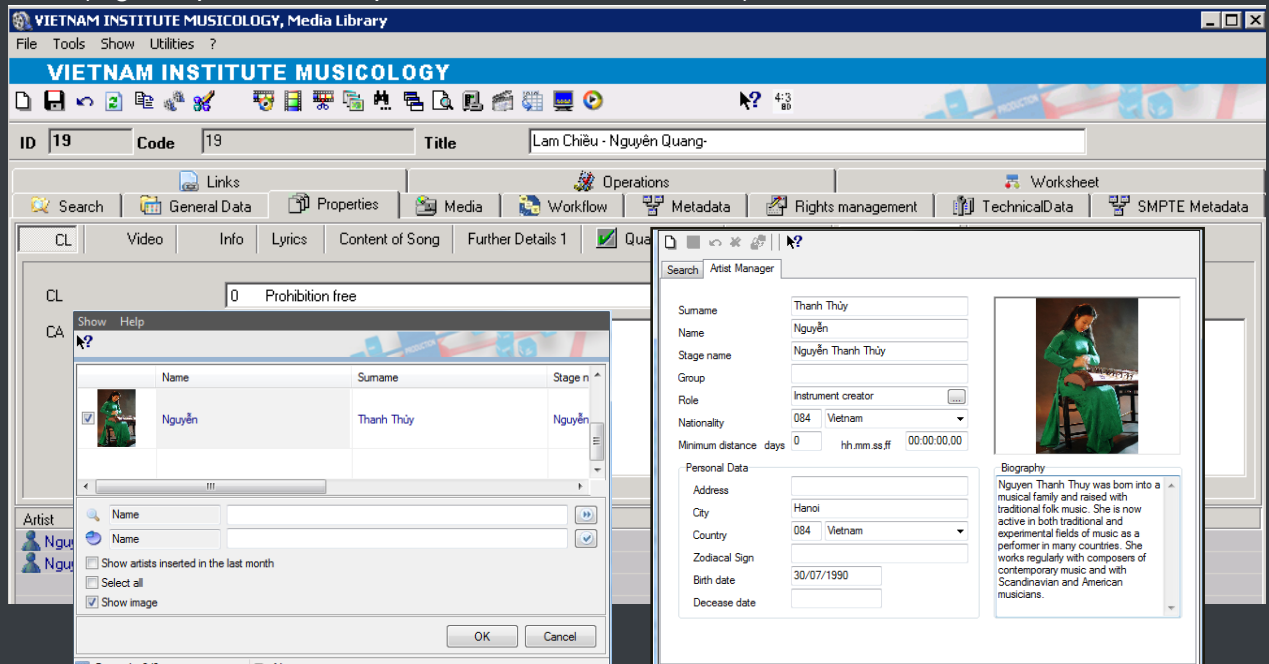 VIETNAM INSTITUTE MUSICOLOGY, Media Library
File Tools Show Utilities ?
VIETNAM INSTITUTE MUSICOLOGY
4:3
PRODUCTION
ID 19 Code 19 Title Lam Chiều - Nguyên Quang-
Links Operations Worksheet
Search General Data Properties Media Workflow Metadata Rights management TechnicalData SMPTE Metadata
CL Video Info Lyrics Content of Song Further Details 1
CL 0 Prohibition free
CA
Artist
Show Help
PRODUCTION
Name Surname
Nguyễn Thanh Thủy Nguyễn
Name
Name
Show artists inserted in the last month
Select all
Show image
OK Cancel
Search Artist Manager
Surname Thanh Thủy
Name Nguyễn
Stage name Nguyễn Thanh Thủy
Group
Role Instrument creator ...
Nationality 084 Vietnam
Minimum distance days 0 hh.mm.ss,ff 00:00:00,00
Personal Data
Address
City Hanoi
Country 084 Vietnam
Zodiacal Sign
Birth date 30/07/1990
Decease date
Biography
Nguyen Thanh Thuy was born into a
musical family and raised with
traditional folk music. She is now
active in both traditional and
experimental fields of music as a
performer in many countries. She
works regularly with composers of
contemporary music and with
Scandinavian and American
musicians.